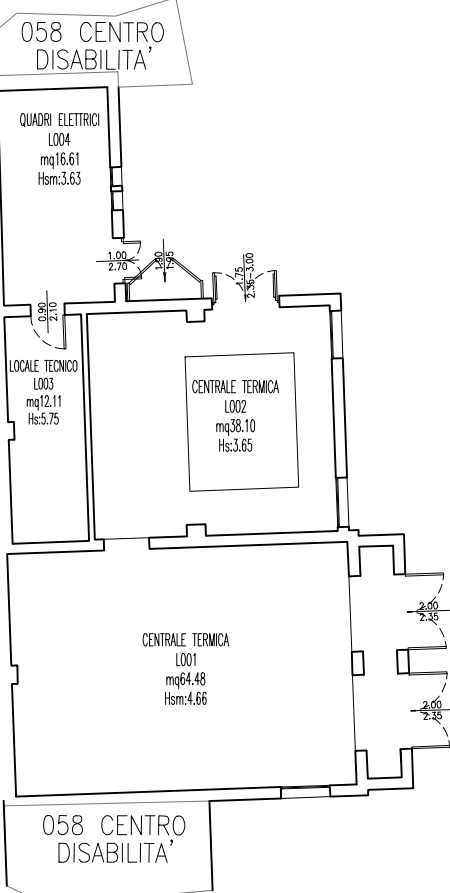 058 CENTRO
DISABILITA'
QUADRI ELETTRICI
L004
mq16.61
Hsm:3.63
1.00
2.70
1.90
1.95
1.75
2.36-3.00
0.90
2.10
LOCALE TECNICO
L003
mq12.11
Hs:5.75
CENTRALE TERMICA
L002
mq38.10
Hs:3.65
2.00
2.35
CENTRALE TERMICA
L001
mq64.48
Hsm:4.66
2.00
2.35
058 CENTRO
DISABILITA'